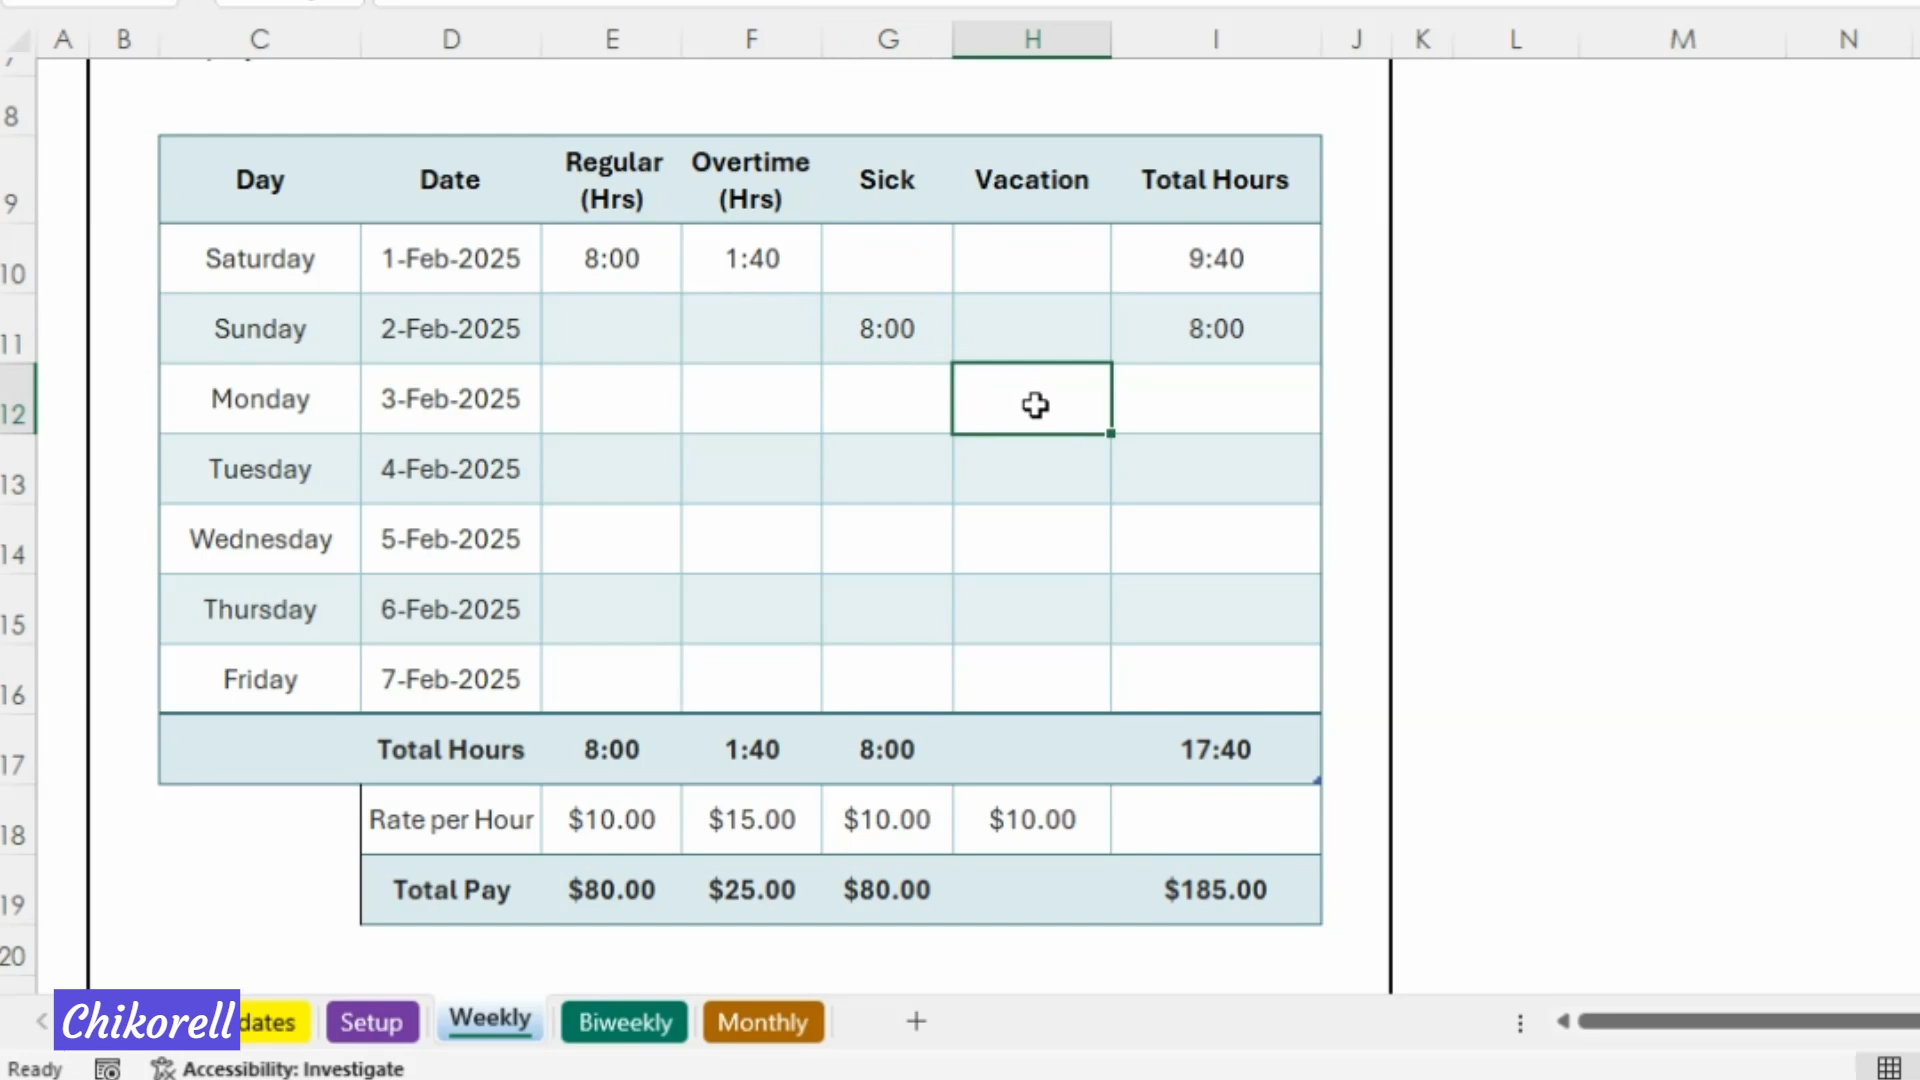 A B C D E F G H I J K L M N
8
9 Day Date Regular (Hrs) Overtime (Hrs) Sick Vacation Total Hours
10 Saturday 1-Feb-2025 8:00 1:40 9:40
11 Sunday 2-Feb-2025 8:00 8:00
12 Monday 3-Feb-2025
13 Tuesday 4-Feb-2025
14 Wednesday 5-Feb-2025
15 Thursday 6-Feb-2025
16 Friday 7-Feb-2025
17 Total Hours 8:00 1:40 8:00 17:40
18 Rate per Hour $10.00 $15.00 $10.00 $10.00
19 Total Pay $80.00 $25.00 $80.00 $185.00
20
Chikorell dates Setup Weekly Biweekly Monthly +
Ready Accessibility: Investigate